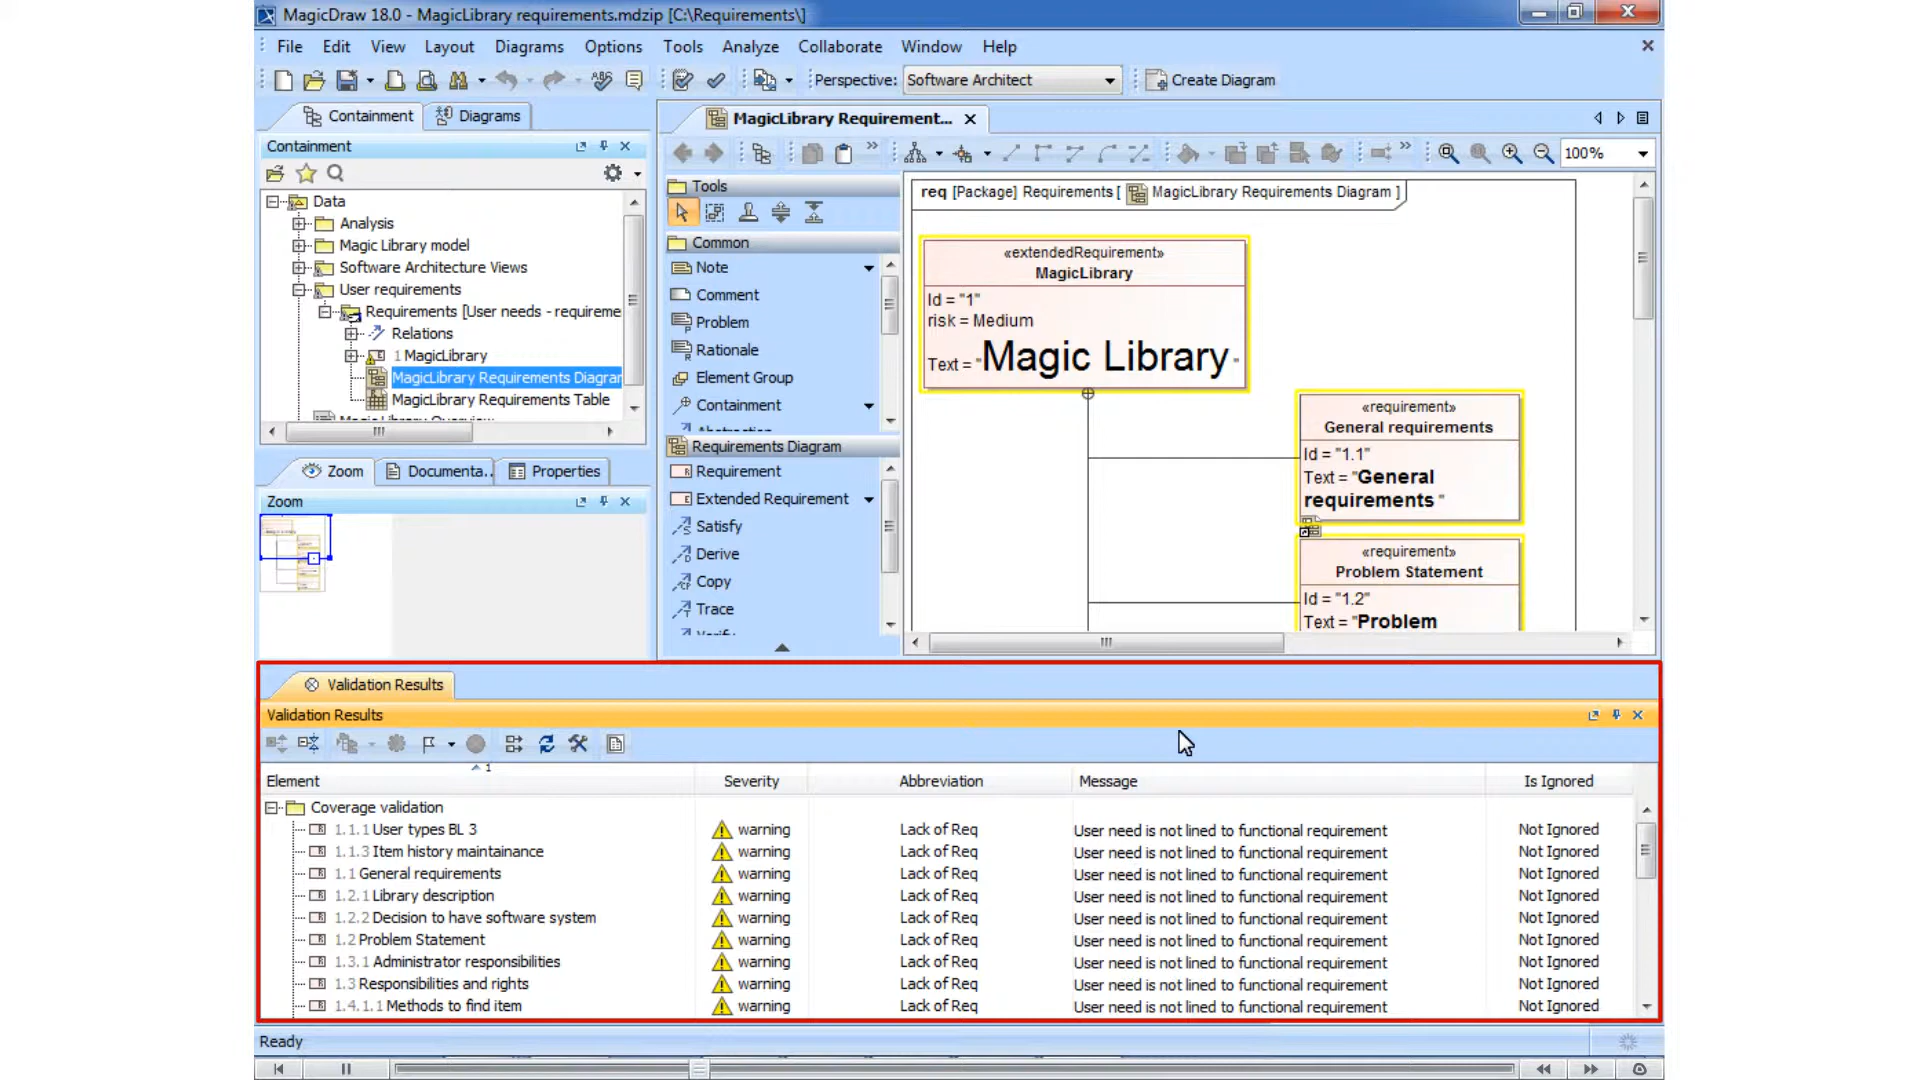 MagicDraw 18.0 - MagicLibrary requirements.mdzip [C:\Requirements\]
File Edit View Layout Diagrams Options Tools Analyze Collaborate Window Help
Perspective: Software Architect Create Diagram
Containment Diagrams
Containment
Data
Analysis
Magic Library model
Software Architecture Views
User requirements
Requirements [User needs - requireme
Relations
1 MagicLibrary
MagicLibrary Requirements Diagrar
MagicLibrary Requirements Table
Zoom Documenta... Properties
Zoom
MagicLibrary Requirement...
100%
Tools
Common
Note
Comment
Problem
Rationale
Element Group
Containment
Requirements Diagram
Requirement
Extended Requirement
Satisfy
Derive
Copy
Trace
req [Package] Requirements [ MagicLibrary Requirements Diagram ]
«extendedRequirement»
MagicLibrary
Id = "1"
risk = Medium
Text = "Magic Library "
«requirement»
General requirements
Id = "1.1"
Text = "General
requirements "
«requirement»
Problem Statement
Id = "1.2"
Text = "Problem
Validation Results
Validation Results
1
Element Severity Abbreviation Message Is Ignored
Coverage validation
1.1.1 User types BL 3 warning Lack of Req User need is not lined to functional requirement Not Ignored
1.1.3 Item history maintainance warning Lack of Req User need is not lined to functional requirement Not Ignored
1.1 General requirements warning Lack of Req User need is not lined to functional requirement Not Ignored
1.2.1 Library description warning Lack of Req User need is not lined to functional requirement Not Ignored
1.2.2 Decision to have software system warning Lack of Req User need is not lined to functional requirement Not Ignored
1.2 Problem Statement warning Lack of Req User need is not lined to functional requirement Not Ignored
1.3.1 Administrator responsibilities warning Lack of Req User need is not lined to functional requirement Not Ignored
1.3 Responsibilities and rights warning Lack of Req User need is not lined to functional requirement Not Ignored
1.4.1.1 Methods to find item warning Lack of Req User need is not lined to functional requirement Not Ignored
Ready